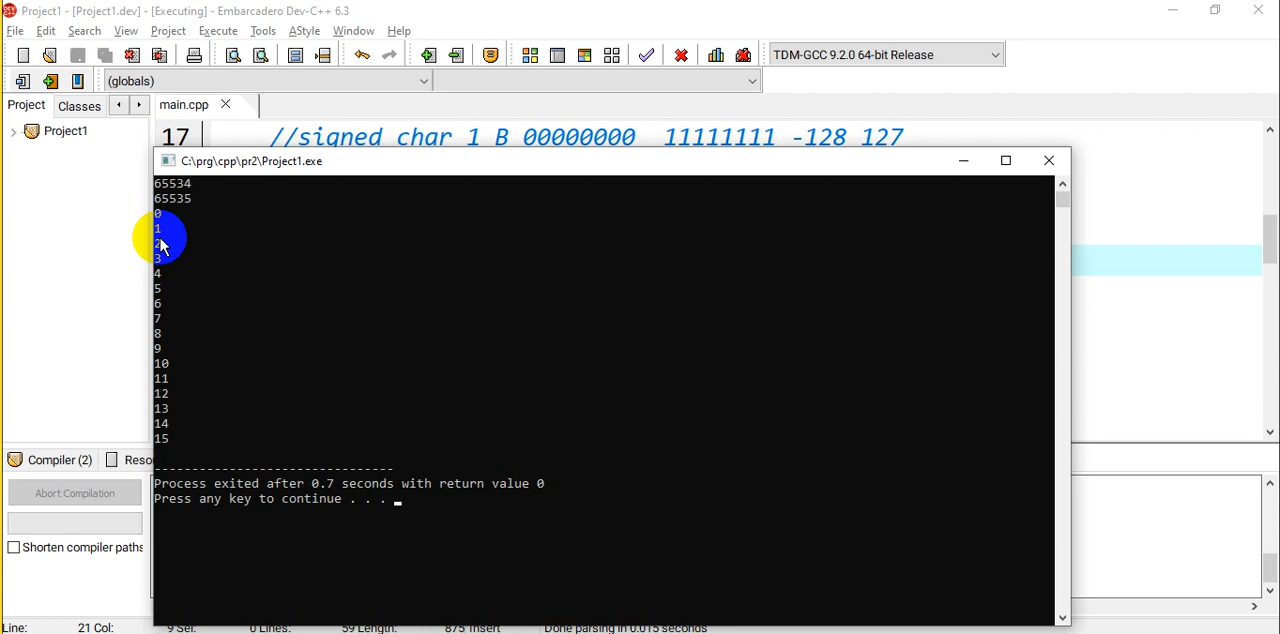 Project1 - [Project1.dev] - [Executing] - Embarcadero Dev-C++ 6.3
File Edit Search View Project Execute Tools AStyle Window Help
TDM-GCC 9.2.0 64-bit Release
(globals)
Project Classes main.cpp
Project1
17 //signed char 1 B 00000000 11111111 -128 127
C:\prg\cpp\pr2\Project1.exe
65534
65535
0
1
2
3
4
5
6
7
8
9
10
11
12
13
14
15
--------------------------------
Process exited after 0.7 seconds with return value 0
Press any key to continue . . .
Compiler (2) Reso
Abort Compilation
Shorten compiler paths
Line: 21 Col: 9 Sel: 0 Lines: 59 Length: 875 Insert Done parsing in 0.015 seconds